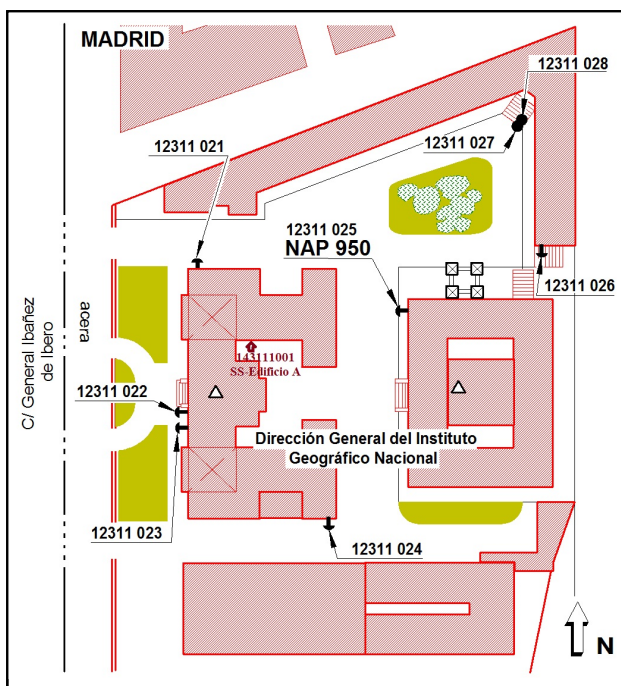 MADRID
12311 028
12311 021
12311 027
12311 025
NAP 950
12311 026
C/ General Ibañez
de Ibero
acera
143111001
SS-Edificio A
12311 022
Dirección General del Instituto
Geográfico Nacional
12311 023
12311 024
N